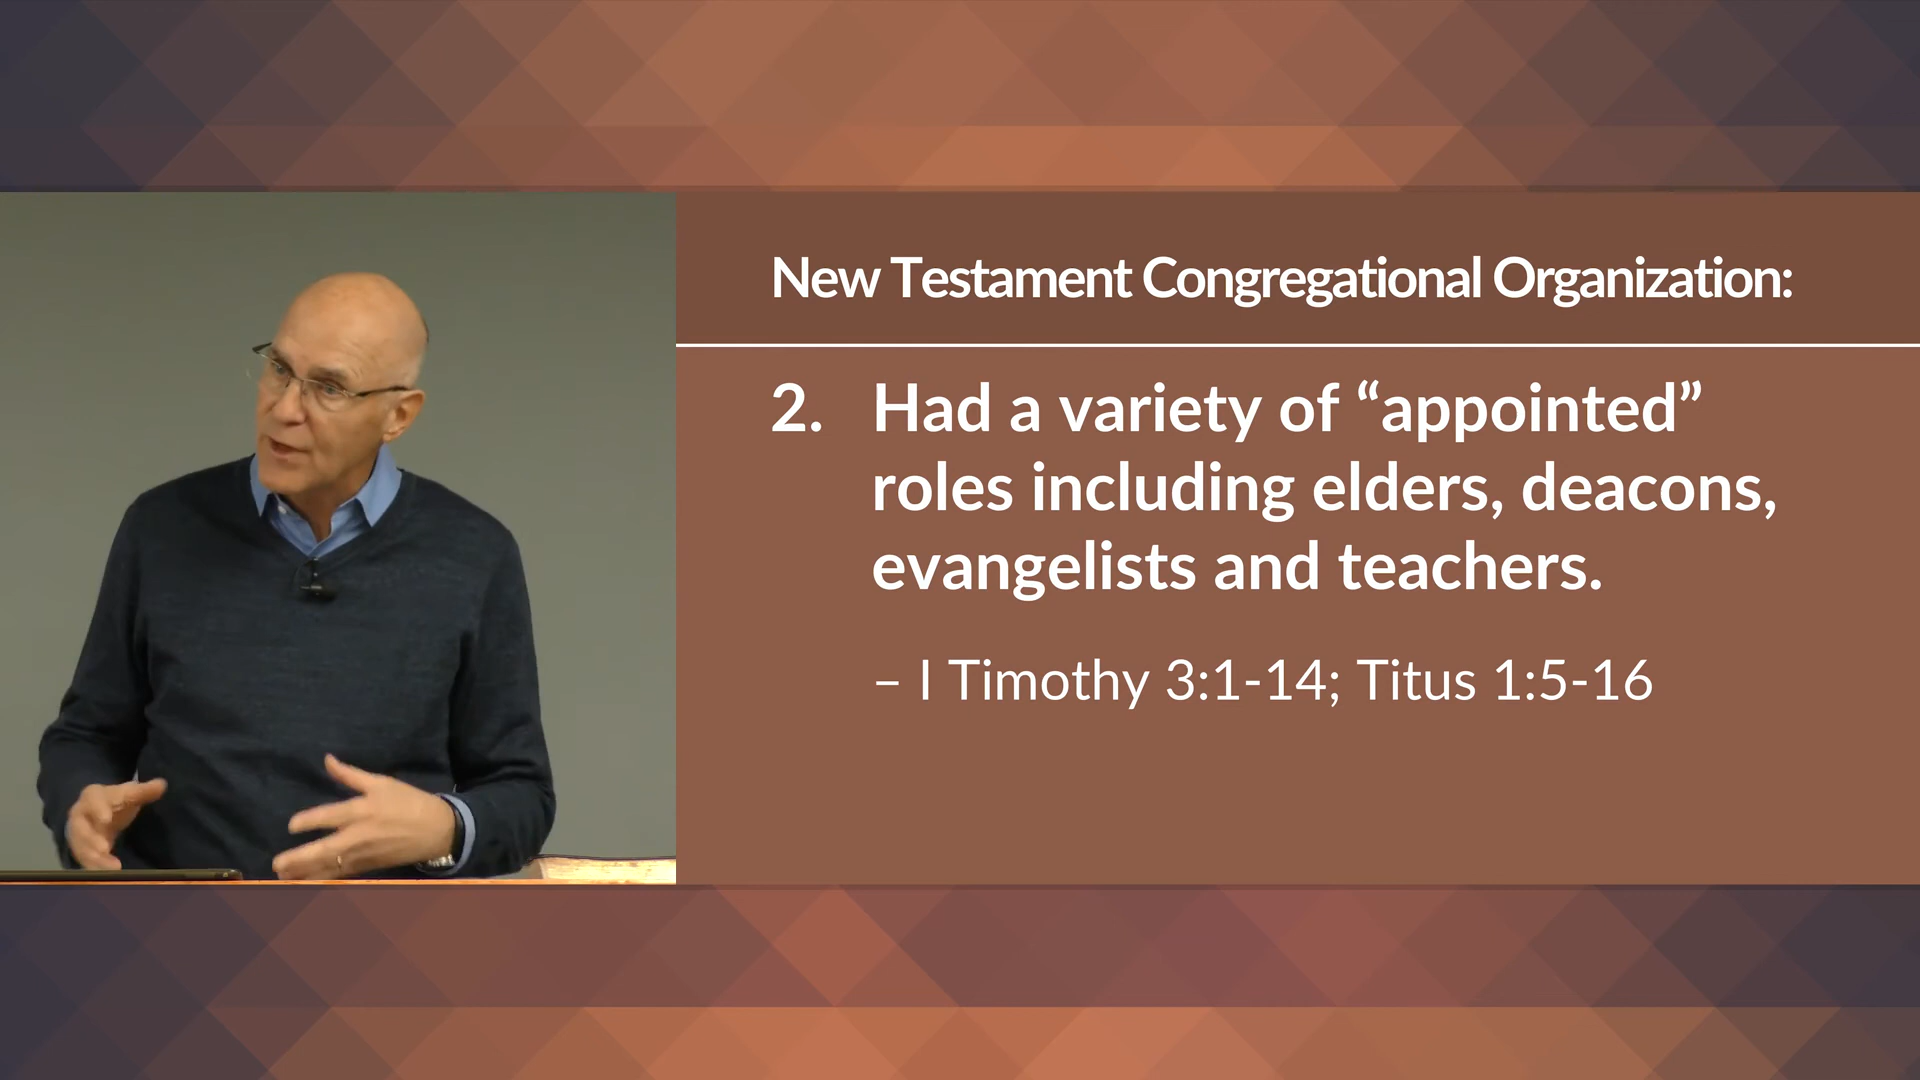 New Testament Congregational Organization:
2. Had a variety of “appointed”
roles including elders, deacons,
evangelists and teachers.
– I Timothy 3:1-14; Titus 1:5-16